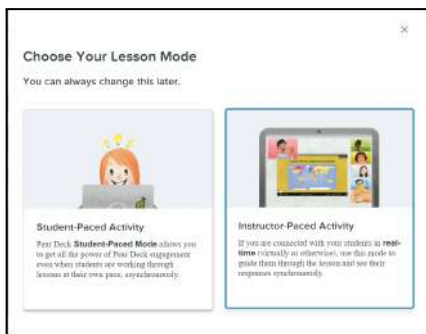 Choose Your Lesson Mode
You can always change this later.
Student-Paced Activity
Pear Deck Student-Paced Mode allows you
to get all the power of Pear Deck engagement
even when students are working through
lessons at their own pace, asynchronously.
Instructor-Paced Activity
If you are connected with your students in real-
time (virtually or otherwise), use this mode to
guide them through the lesson and see their
responses synchronously.